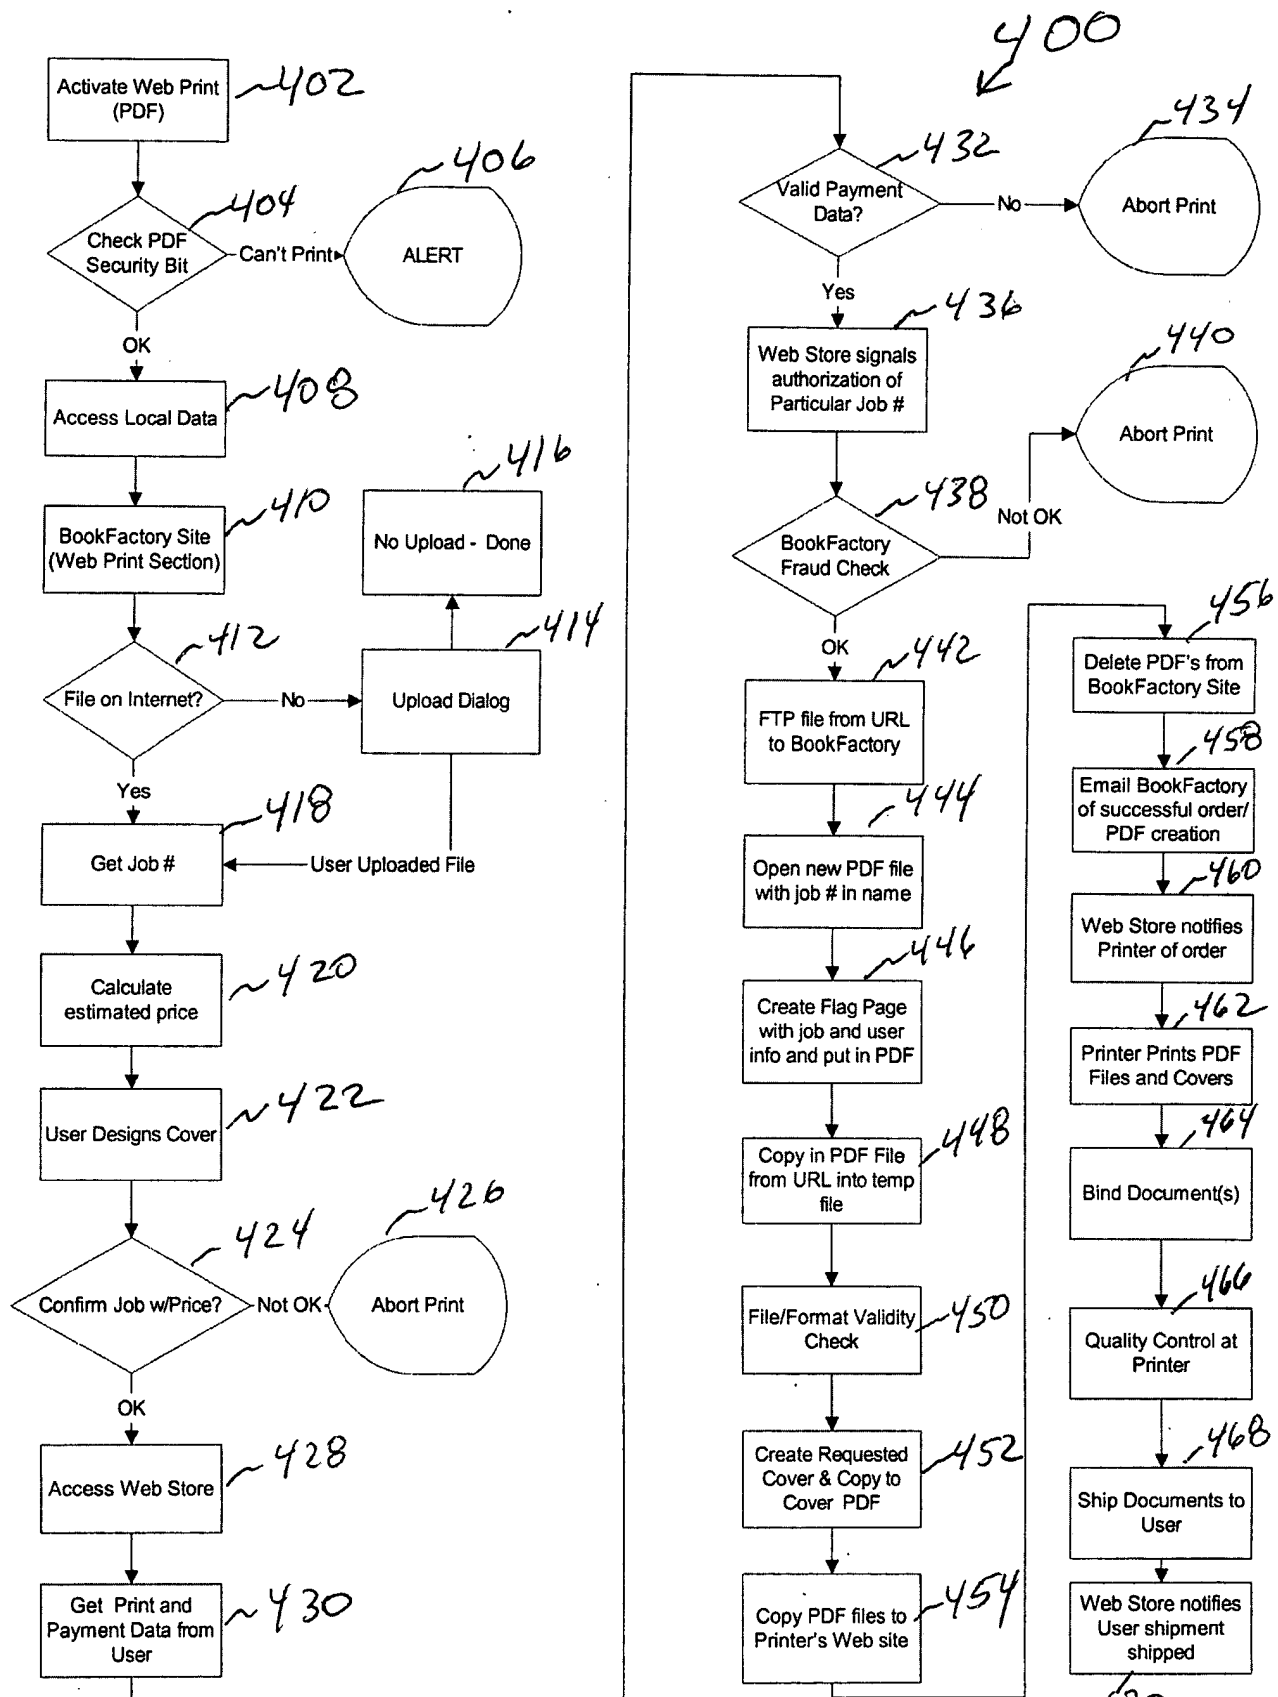 400
Activate Web Print
(PDF)
402
Check PDF
Security Bit
404
Can't Print
ALERT
406
OK
Access Local Data
408
BookFactory Site
(Web Print Section)
410
File on Internet?
412
No
Upload Dialog
414
No Upload - Done
416
Yes
Get Job #
418
User Uploaded File
Calculate
estimated price
420
User Designs Cover
422
Confirm Job w/Price?
424
Not OK
Abort Print
426
OK
Access Web Store
428
Get Print and
Payment Data from
User
430
Valid Payment
Data?
432
No
Abort Print
434
Yes
Web Store signals
authorization of
Particular Job #
436
BookFactory
Fraud Check
438
Not OK
Abort Print
440
OK
FTP file from URL
to BookFactory
442
Open new PDF file
with job # in name
444
Create Flag Page
with job and user
info and put in PDF
446
Copy in PDF File
from URL into temp
file
448
File/Format Validity
Check
450
Create Requested
Cover & Copy to
Cover PDF
452
Copy PDF files to
Printer's Web site
454
Delete PDF's from
BookFactory Site
456
Email BookFactory
of successful order/
PDF creation
458
Web Store notifies
Printer of order
460
Printer Prints PDF
Files and Covers
462
Bind Document(s)
464
Quality Control at
Printer
466
Ship Documents to
User
468
Web Store notifies
User shipment
shipped